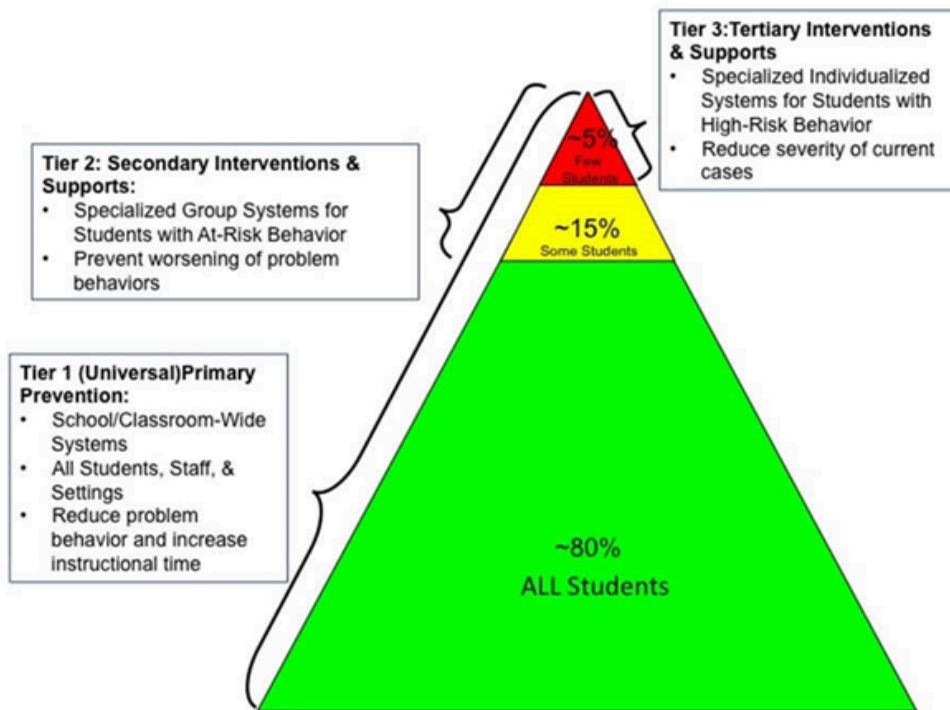 Tier 3:Tertiary Interventions
& Supports
• Specialized Individualized
Systems for Students with
High-Risk Behavior
• Reduce severity of current
cases
Tier 2: Secondary Interventions &
Supports:
• Specialized Group Systems for
Students with At-Risk Behavior
• Prevent worsening of problem
behaviors
Tier 1 (Universal)Primary
Prevention:
• School/Classroom-Wide
Systems
• All Students, Staff, &
Settings
• Reduce problem
behavior and increase
instructional time
~5%
Few
Students
~15%
Some Students
~80%
ALL Students